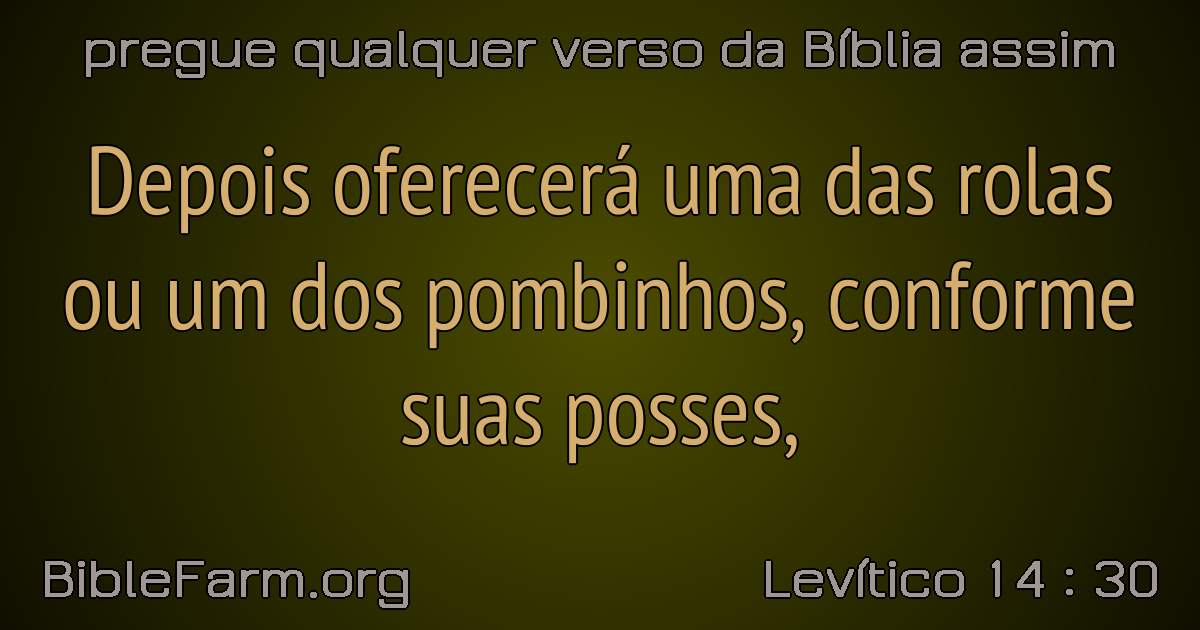 pregue qualquer verso da Bíblia assim
Depois oferecerá uma das rolas
ou um dos pombinhos, conforme
suas posses,
BibleFarm.org
Levítico 14 : 30